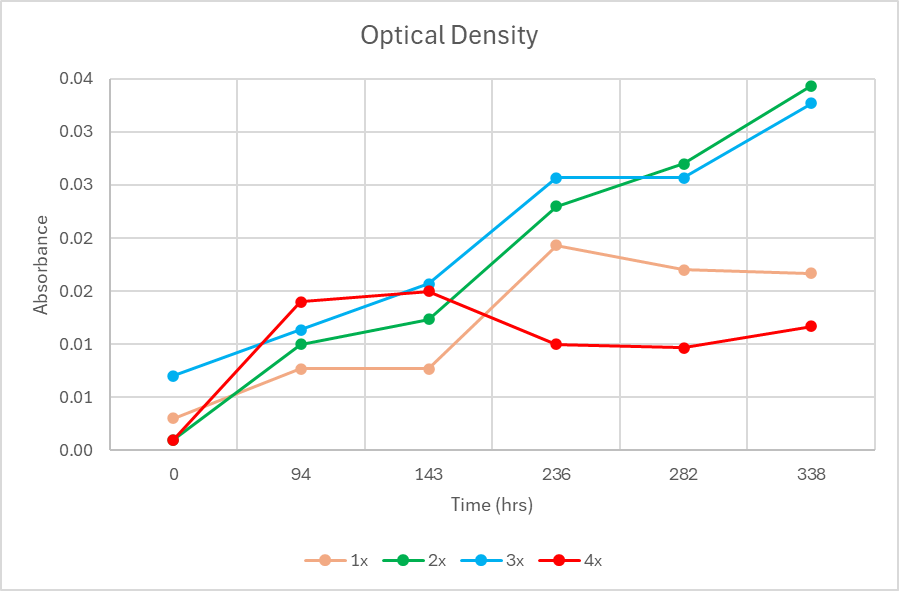 Optical Density
0.04
0.03
0.03
0.02
0.02
0.01
0.01
0.00
Absorbance
0 94 143 236 282 338
Time (hrs)
1x 2x 3x 4x